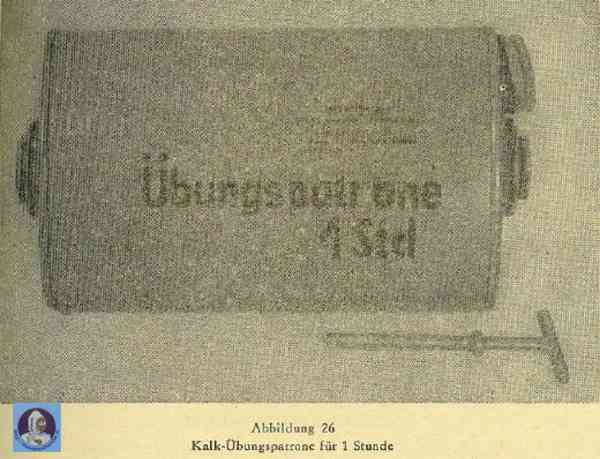 Übungspatrone
1 Std
Abbildung 26
Kalk-Übungspatrone für 1 Stunde